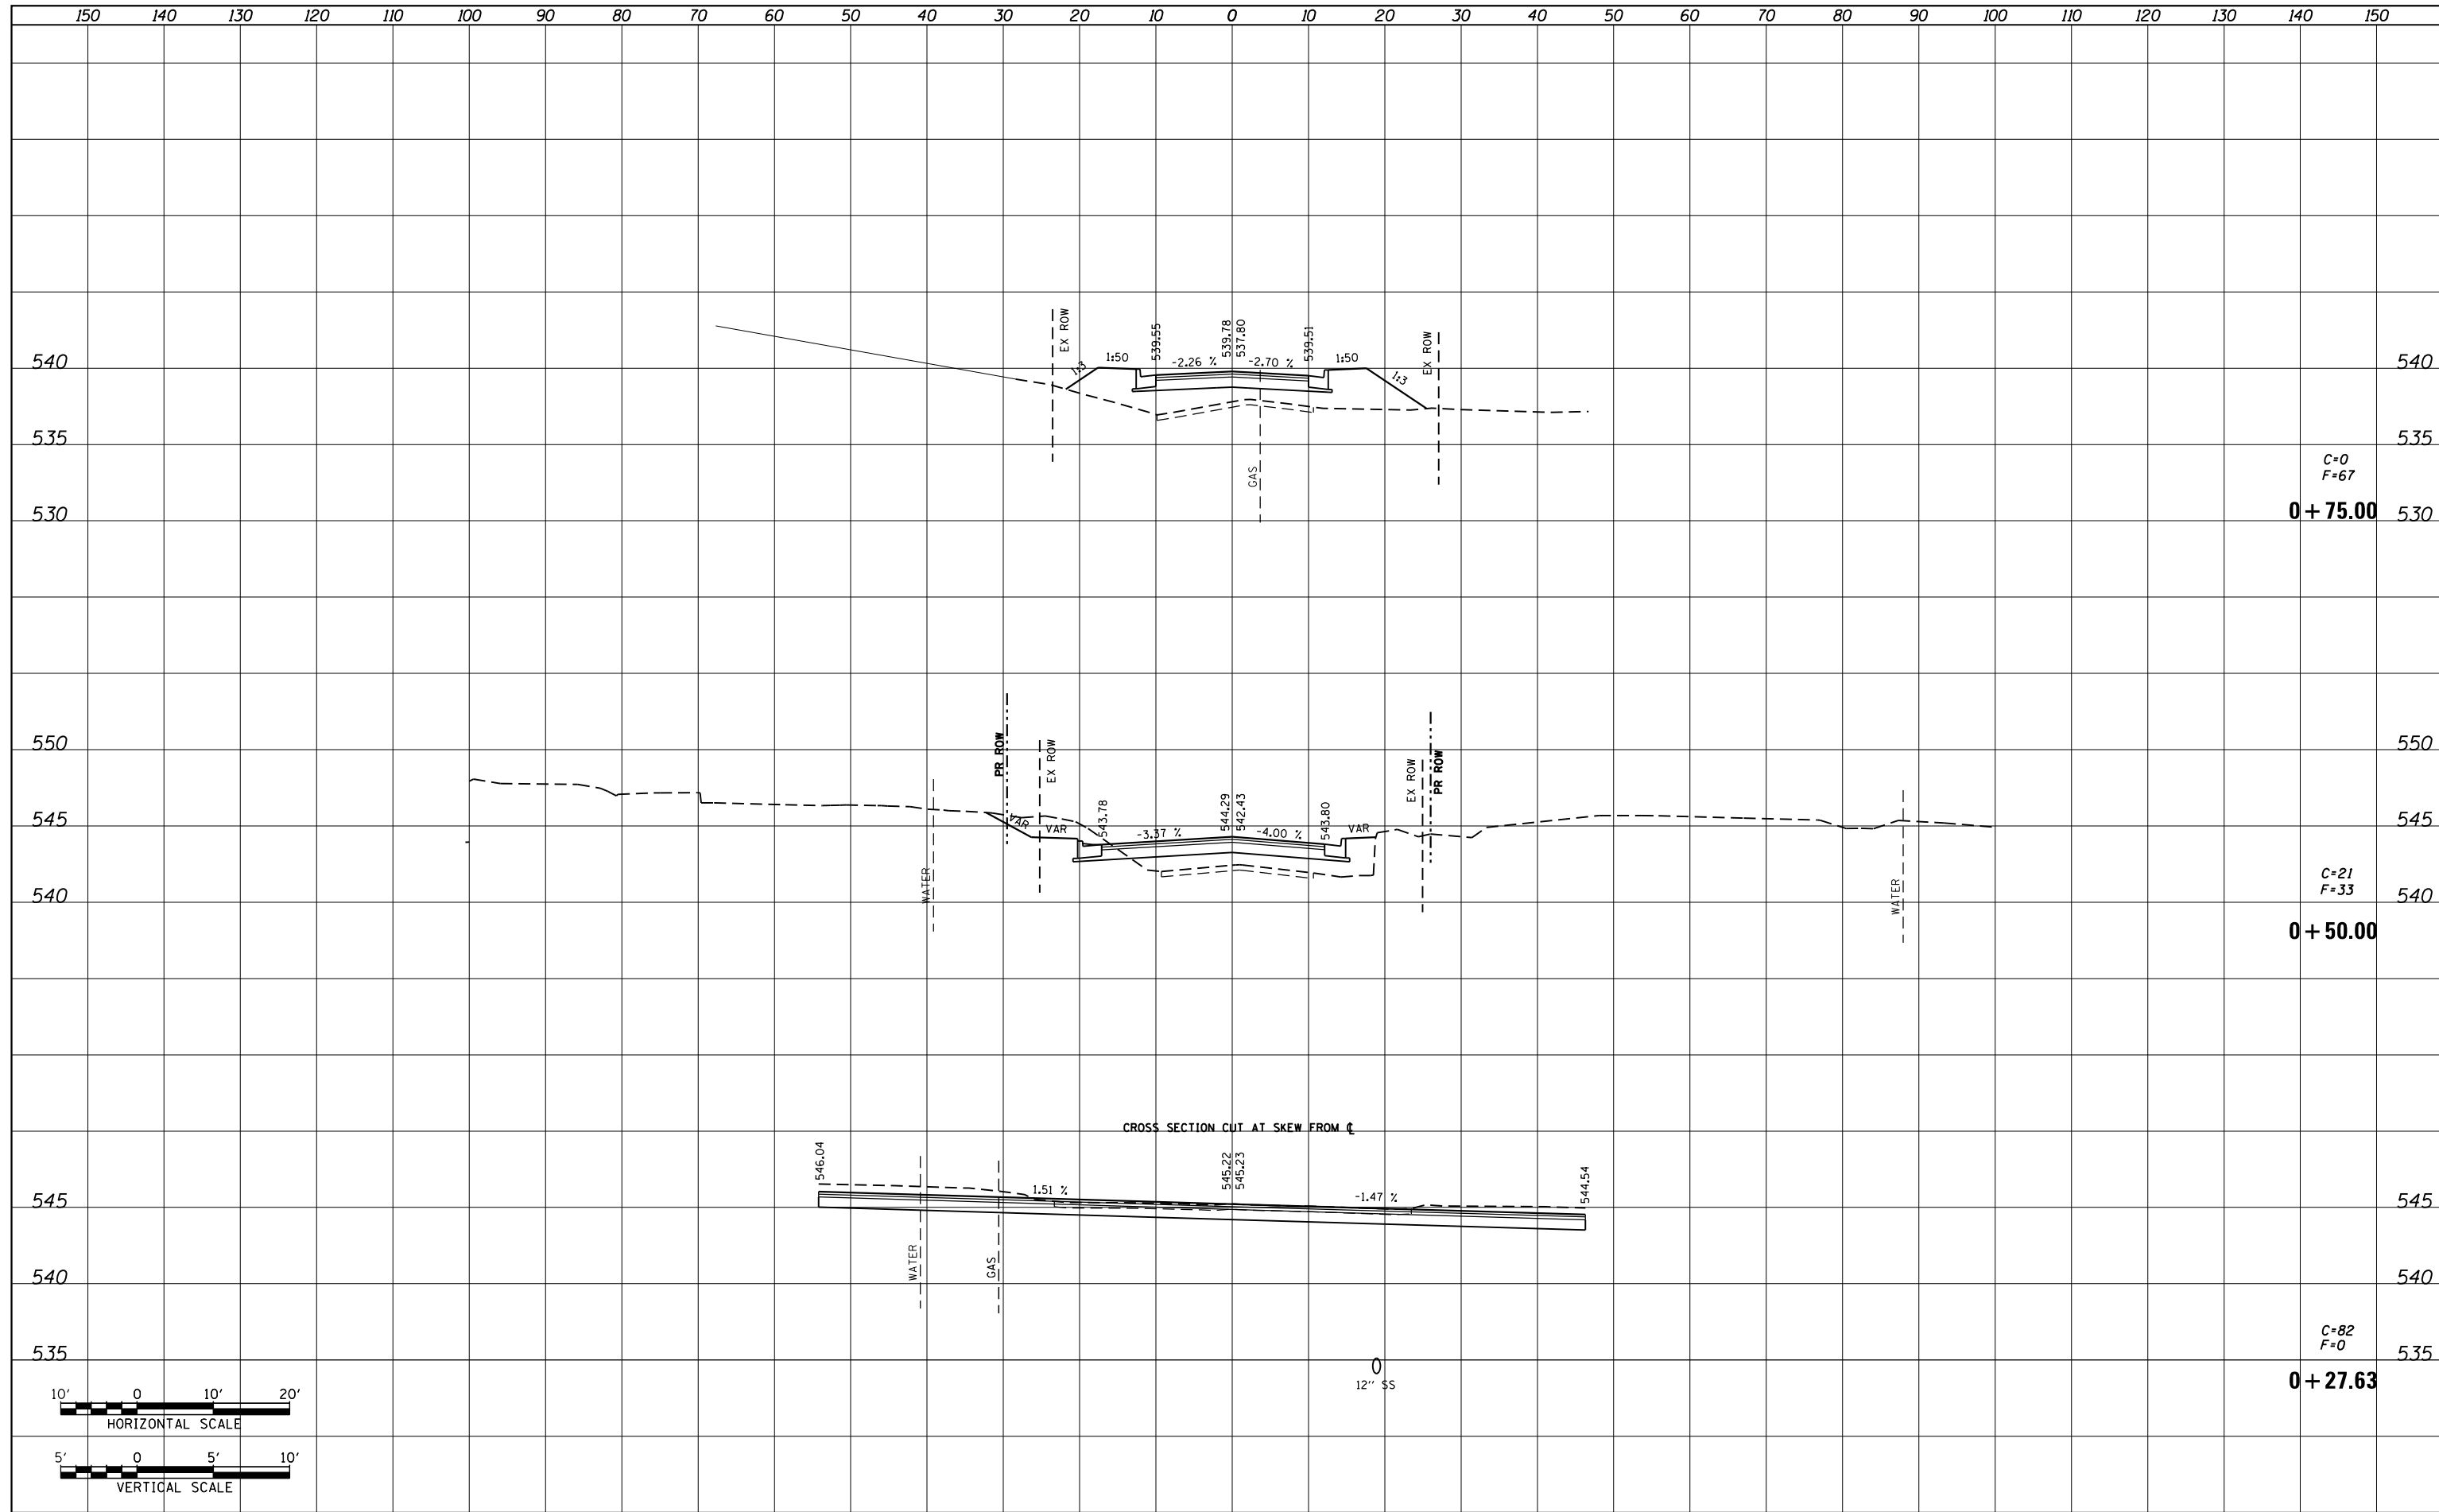 150 140 130 120 110 100 90 80 70 60 50 40 30 20 10 0 10 20 30 40 50 60 70 80 90 100 110 120 130 140 150
EX ROW
1:3
1:50
539.55
-2.26 %
539.78
537.80
-2.70 %
539.51
1:50
1:3
EX ROW
GAS
540 540
535 535
C=0
F=67
530 0+75.00 530
PR ROW
EX ROW
VAR
VAR
543.78
-3.37 %
544.29
542.43
-4.00 %
543.80
VAR
EX ROW
PR ROW
WATER
WATER
550 550
545 545
C=21
F=33
540 540
0+50.00
CROSS SECTION CUT AT SKEW FROM ℄
546.04
1.51 %
545.22
545.23
-1.47 %
544.54
WATER
GAS
545 545
540 540
C=82
F=0
535 535
0+27.63
12'' SS
10' 0 10' 20'
HORIZONTAL SCALE
5' 0 5' 10'
VERTICAL SCALE